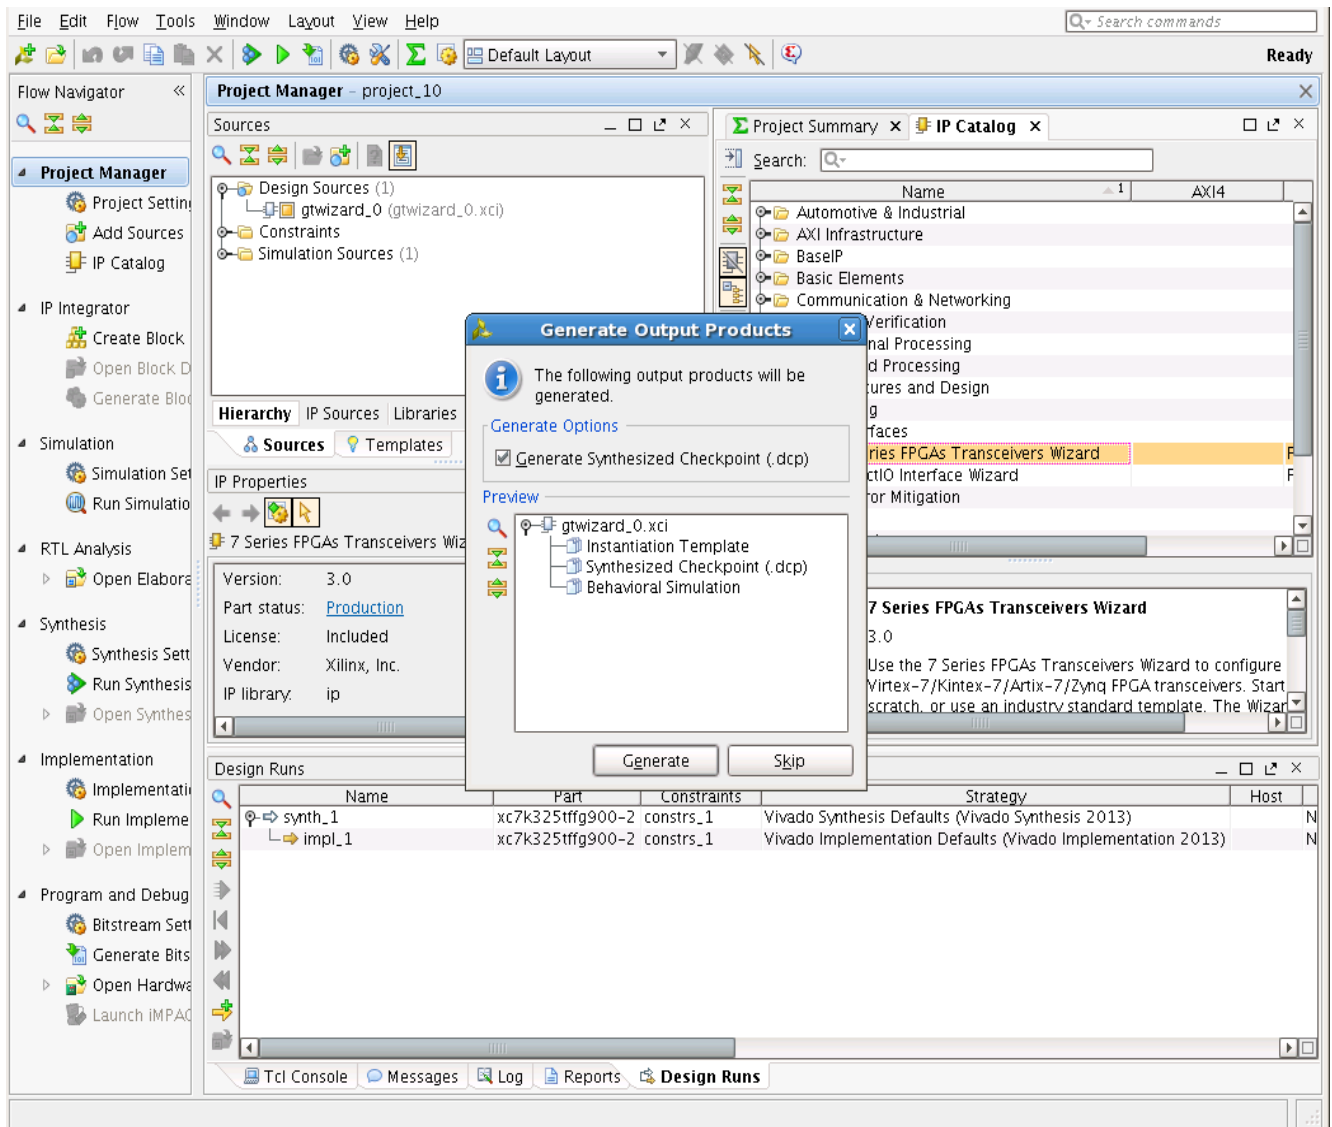 File Edit Flow Tools Window Layout View Help
Search commands
Default Layout
Ready
Flow Navigator
Project Manager
Project Settin
Add Sources
IP Catalog
IP Integrator
Create Block
Open Block D
Generate Bloc
Simulation
Simulation Set
Run Simulatio
RTL Analysis
Open Elabora
Synthesis
Synthesis Sett
Run Synthesis
Open Synthes
Implementation
Implementati
Run Impleme
Open Implem
Program and Debug
Bitstream Sett
Generate Bits
Open Hardwa
Launch iMPAC
Project Manager - project_10
Sources
Design Sources (1)
gtwizard_0 (gtwizard_0.xci)
Constraints
Simulation Sources (1)
Hierarchy IP Sources Libraries
Sources Templates
IP Properties
7 Series FPGAs Transceivers Wiz
Version: 3.0
Part status: Production
License: Included
Vendor: Xilinx, Inc.
IP library: ip
Project Summary IP Catalog
Search:
Name 1 AXI4
Automotive & Industrial
AXI Infrastructure
BaseIP
Basic Elements
Communication & Networking
Verification
nal Processing
d Processing
ures and Design
g
faces
ries FPGAs Transceivers Wizard
ctIO Interface Wizard
ror Mitigation
7 Series FPGAs Transceivers Wizard
3.0
Use the 7 Series FPGAs Transceivers Wizard to configure
Virtex-7/Kintex-7/Artix-7/Zynq FPGA transceivers. Start
scratch, or use an industry standard template. The Wizar
Generate Output Products
The following output products will be
generated.
Generate Options
Generate Synthesized Checkpoint (.dcp)
Preview
gtwizard_0.xci
Instantiation Template
Synthesized Checkpoint (.dcp)
Behavioral Simulation
Generate Skip
Design Runs
Name Part Constraints Strategy Host
synth_1 xc7k325tffg900-2 constrs_1 Vivado Synthesis Defaults (Vivado Synthesis 2013) N
impl_1 xc7k325tffg900-2 constrs_1 Vivado Implementation Defaults (Vivado Implementation 2013) N
Tcl Console Messages Log Reports Design Runs